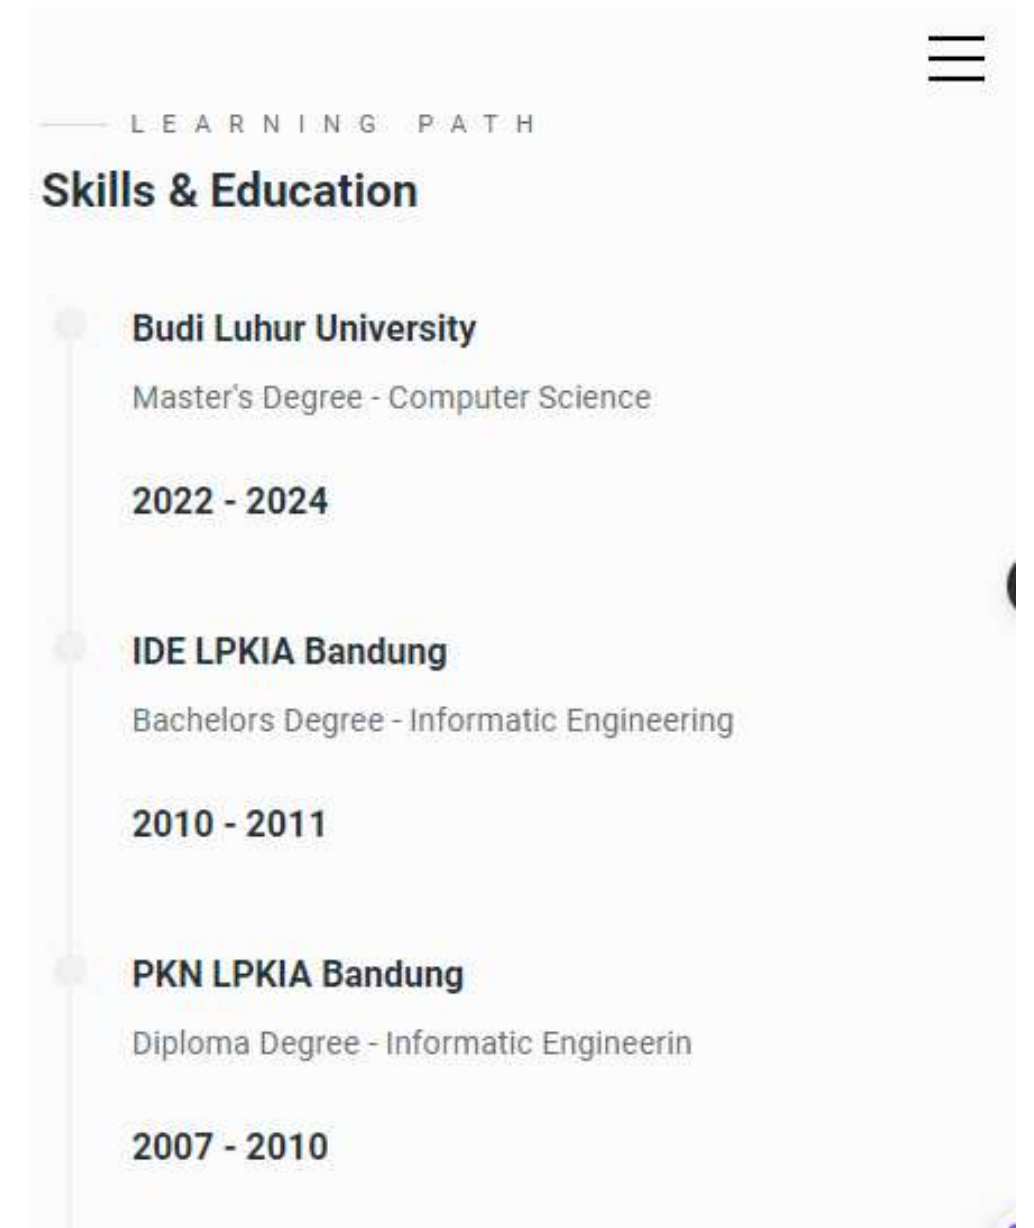 LEARNING PATH
Skills & Education
Budi Luhur University
Master's Degree - Computer Science
2022 - 2024
IDE LPKIA Bandung
Bachelors Degree - Informatic Engineering
2010 - 2011
PKN LPKIA Bandung
Diploma Degree - Informatic Engineerin
2007 - 2010